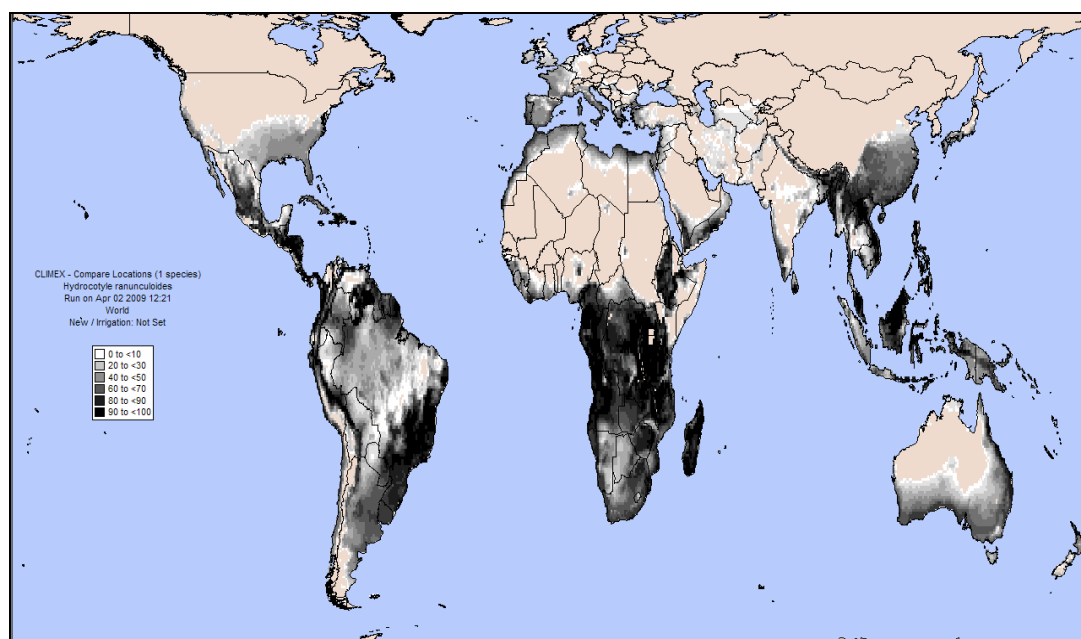 CLIMEX - Compare Locations (1 species)
Hydrocotyle ranunculoides
Run on Apr 02 2009 12:21
World
New / Irrigation: Not Set
0 to <10
20 to <30
40 to <50
60 to <70
80 to <90
90 to <100